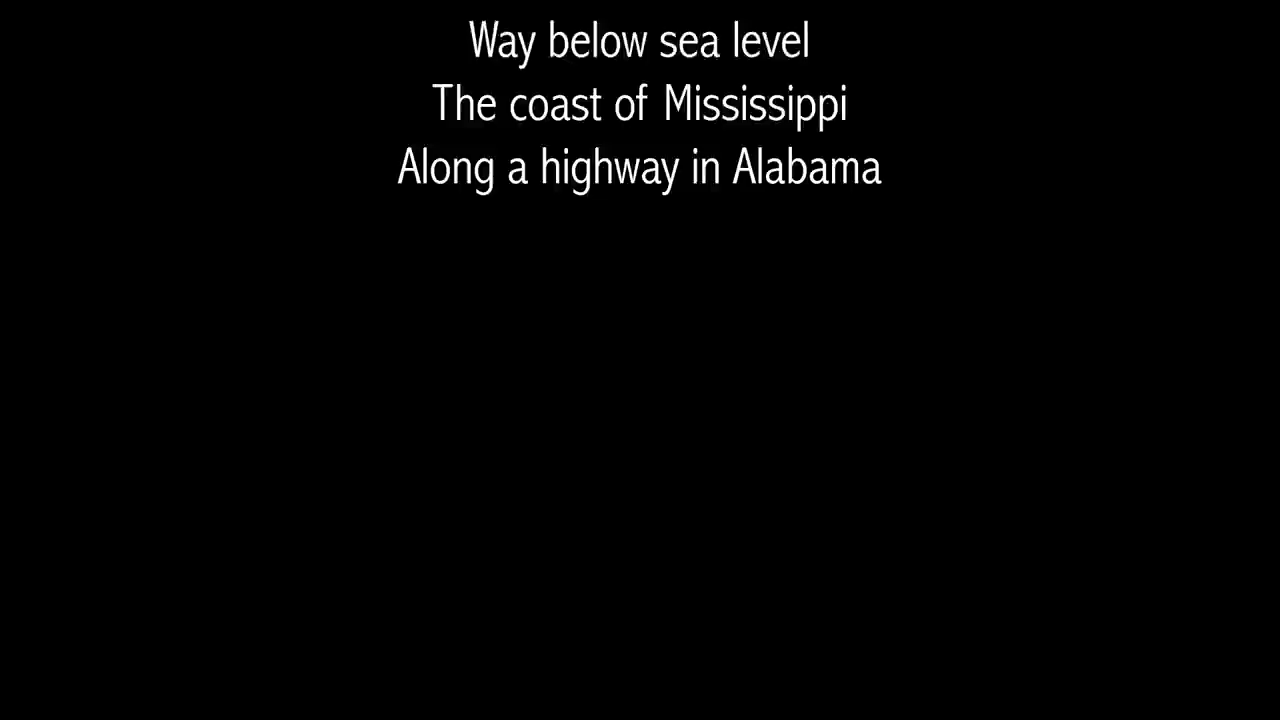 Way below sea level
The coast of Mississippi
Along a highway in Alabama